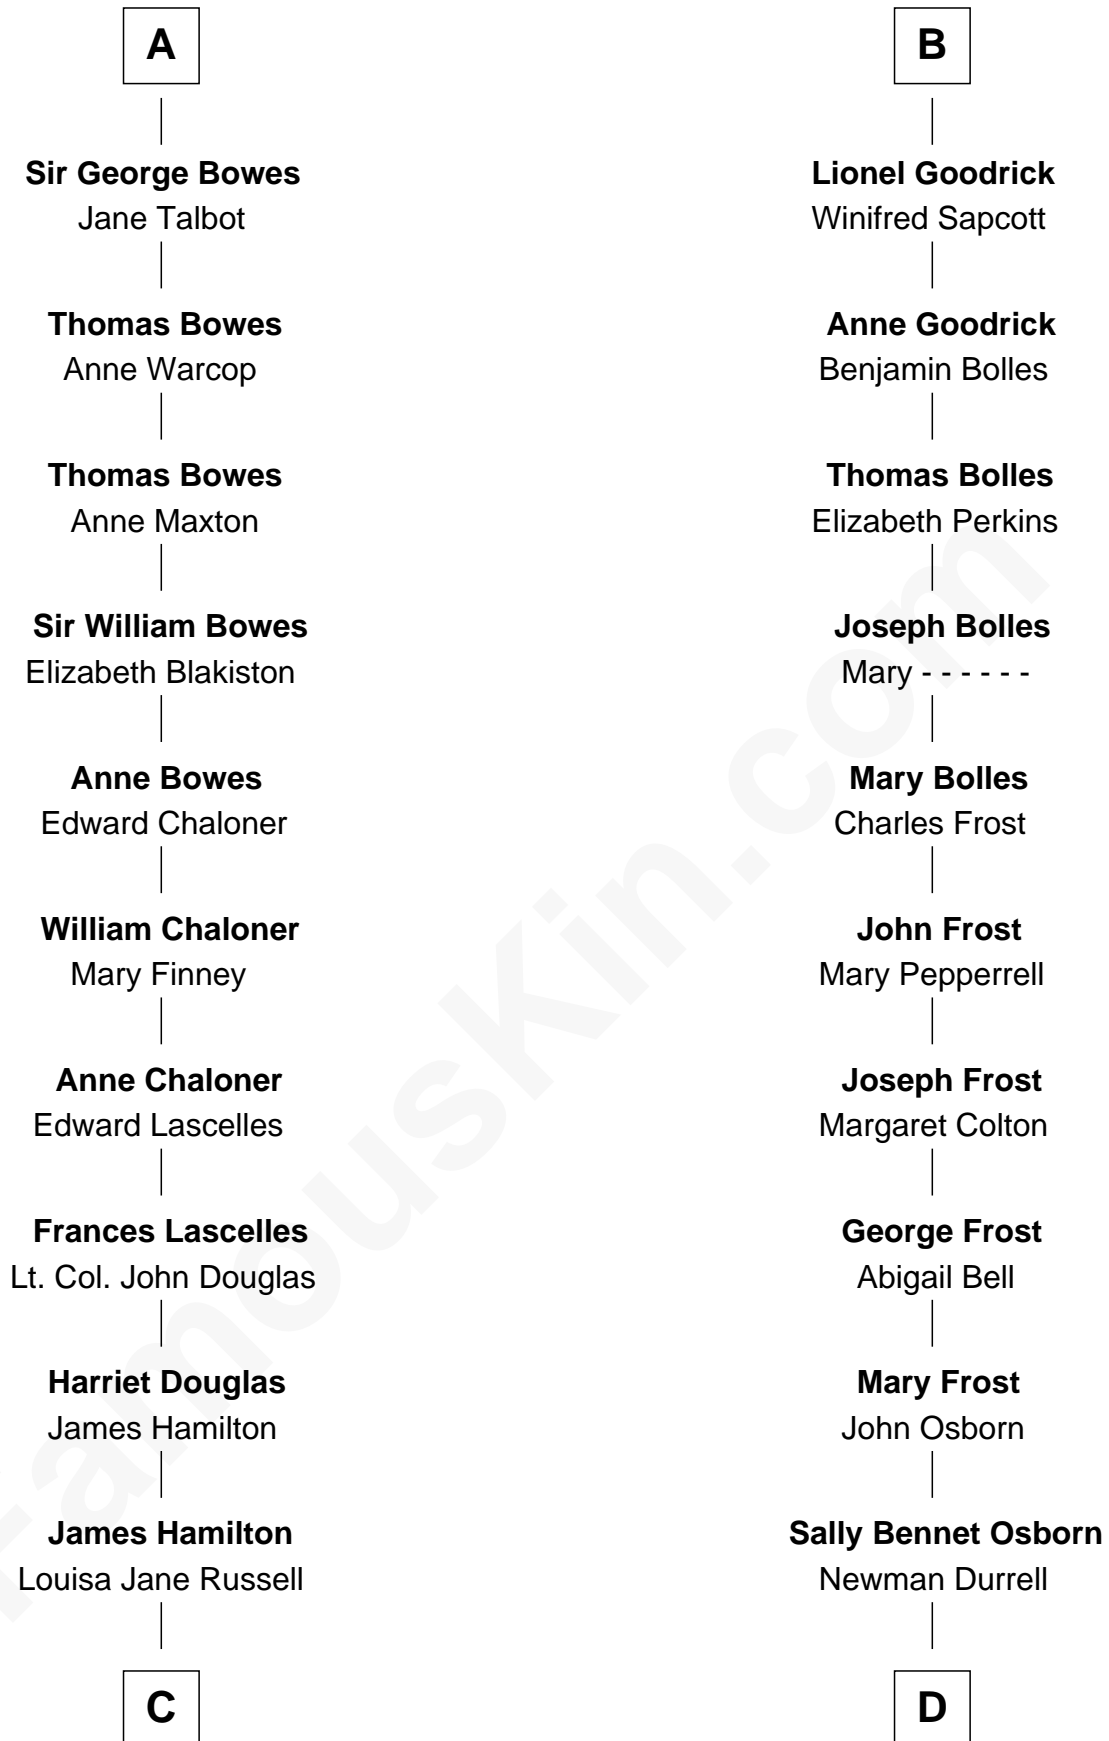 A
Sir George Bowes
Jane Talbot
Thomas Bowes
Anne Warcop
Thomas Bowes
Anne Maxton
Sir William Bowes
Elizabeth Blakiston
Anne Bowes
Edward Chaloner
William Chaloner
Mary Finney
Anne Chaloner
Edward Lascelles
Frances Lascelles
Lt. Col. John Douglas
Harriet Douglas
James Hamilton
James Hamilton
Louisa Jane Russell
C
B
Lionel Goodrick
Winifred Sapcott
Anne Goodrick
Benjamin Bolles
Thomas Bolles
Elizabeth Perkins
Joseph Bolles
Mary - - - - - -
Mary Bolles
Charles Frost
John Frost
Mary Pepperrell
Joseph Frost
Margaret Colton
George Frost
Abigail Bell
Mary Frost
John Osborn
Sally Bennet Osborn
Newman Durrell
D
FamousKin.com